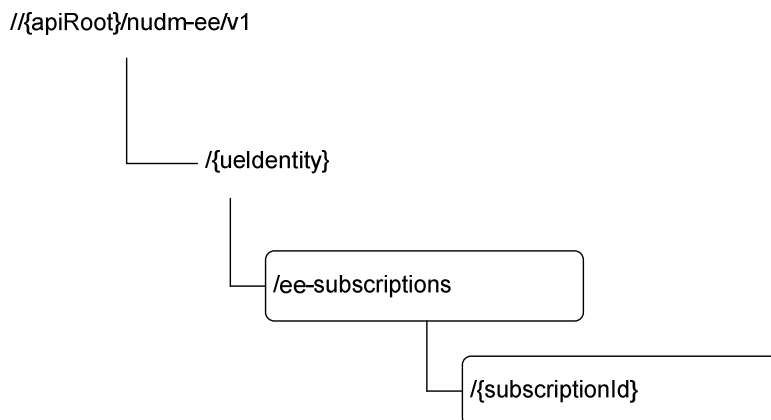 //{apiRoot}/nudm-ee/v1
/{ueIdentity}
/ee-subscriptions
/{subscriptionId}